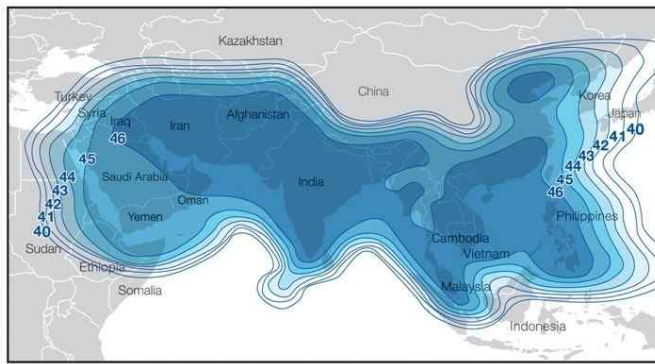 Kazakhstan
China
Turkey
Syria
Iraq
Iran
Afghanistan
Korea
Japan
46
45
44
43
42
41
40
Saudi Arabia
Oman
Yemen
India
40
41
42
43
44
45
46
Philippines
Cambodia
Vietnam
Sudan
Ethiopia
Somalia
Malaysia
Indonesia